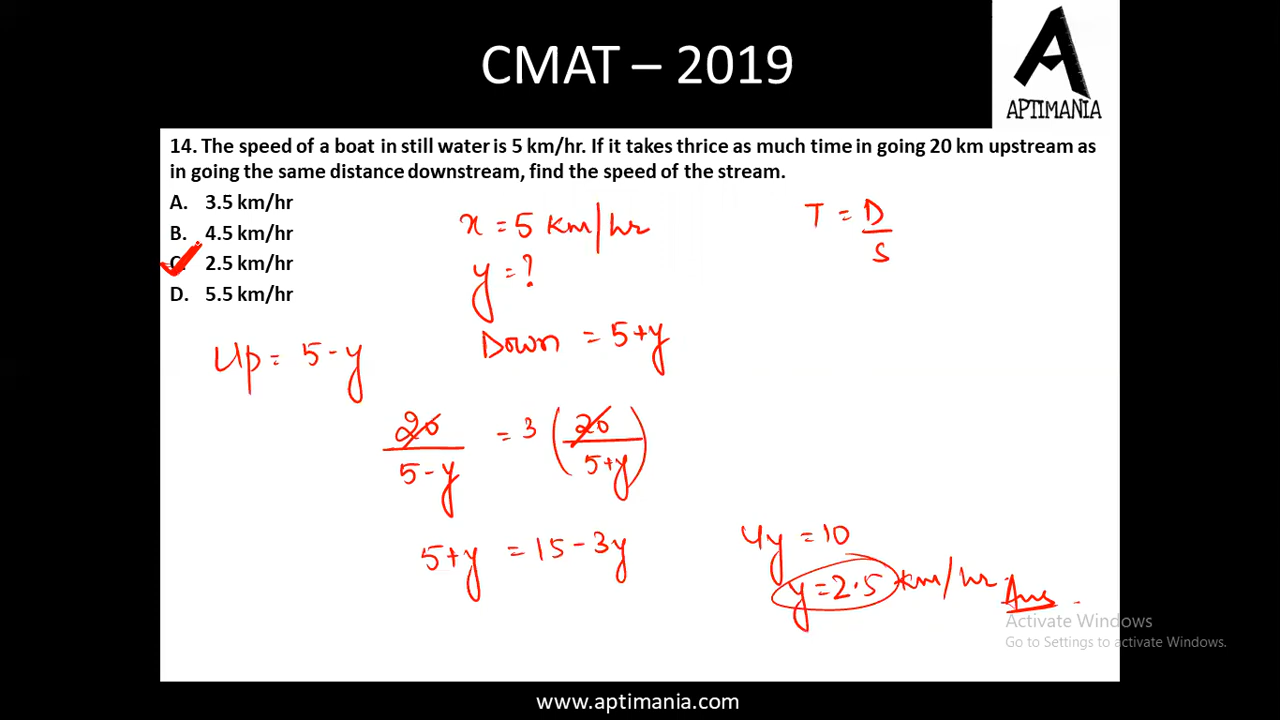 CMAT – 2019
APTIMANIA
14. The speed of a boat in still water is 5 km/hr. If it takes thrice as much time in going 20 km upstream as
in going the same distance downstream, find the speed of the stream.
A. 3.5 km/hr
B. 4.5 km/hr
C. 2.5 km/hr
D. 5.5 km/hr
x = 5 km/hr
T = D/S
y = ?
Down = 5+y
Up = 5-y
20/5-y = 3 (20/5+y)
5+y = 15-3y
4y = 10
y = 2.5 km/hr Ans.
Activate Windows
Go to Settings to activate Windows.
www.aptimania.com